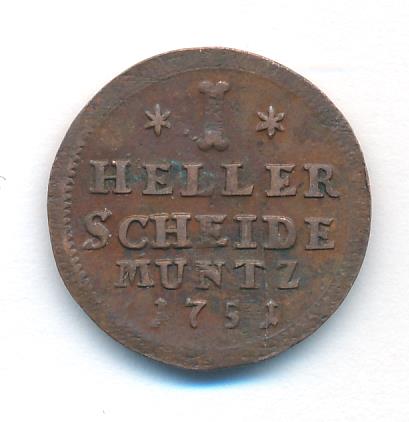 * I *
HELLER
SCHEIDE
MUNTZ
1751